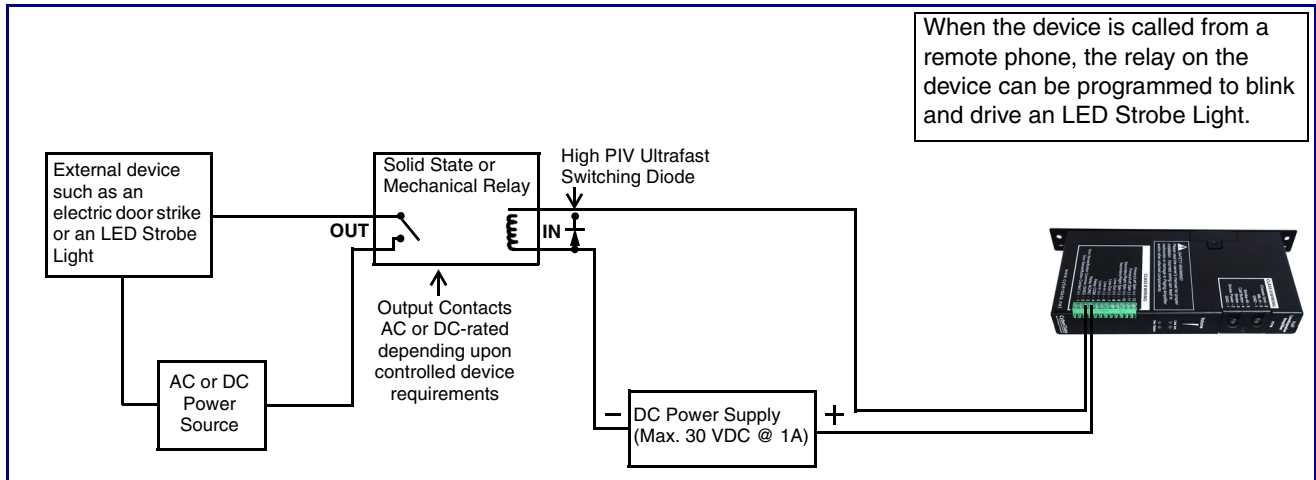 When the device is called from a
remote phone, the relay on the
device can be programmed to blink
and drive an LED Strobe Light.
External device
such as an
electric door strike
or an LED Strobe
Light
Solid State or
Mechanical Relay
High PIV Ultrafast
Switching Diode
OUT
IN
Output Contacts
AC or DC-rated
depending upon
controlled device
requirements
AC or DC
Power
Source
−
DC Power Supply
(Max. 30 VDC @ 1A)
+